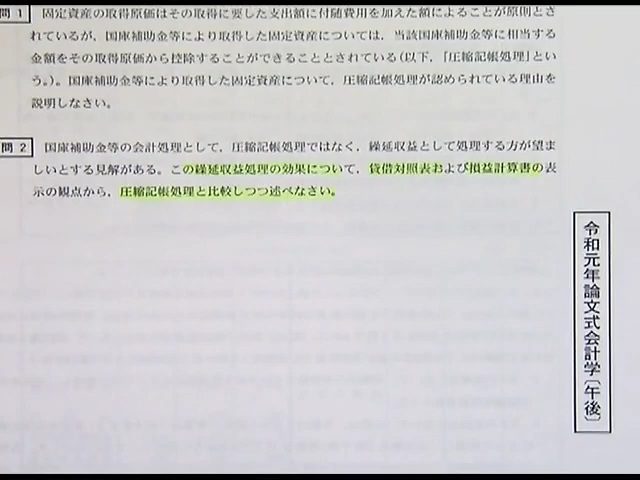 問1 固定資産の取得原価はその取得に要した支出額に付随費用を加えた額によることが原則とさ
れているが，国庫補助金等により取得した固定資産については，当該国庫補助金等に相当する
金額をその取得原価から控除することができることとされている(以下，「圧縮記帳処理」とい
う。)。国庫補助金等により取得した固定資産について，圧縮記帳処理が認められている理由を
説明しなさい。
問2 国庫補助金等の会計処理として，圧縮記帳処理ではなく，繰延収益として処理する方が望ま
しいとする見解がある。この繰延収益処理の効果について，貸借対照表および損益計算書の表
示の観点から，圧縮記帳処理と比較しつつ述べなさい。
令和元年論文式会計学〔午後〕